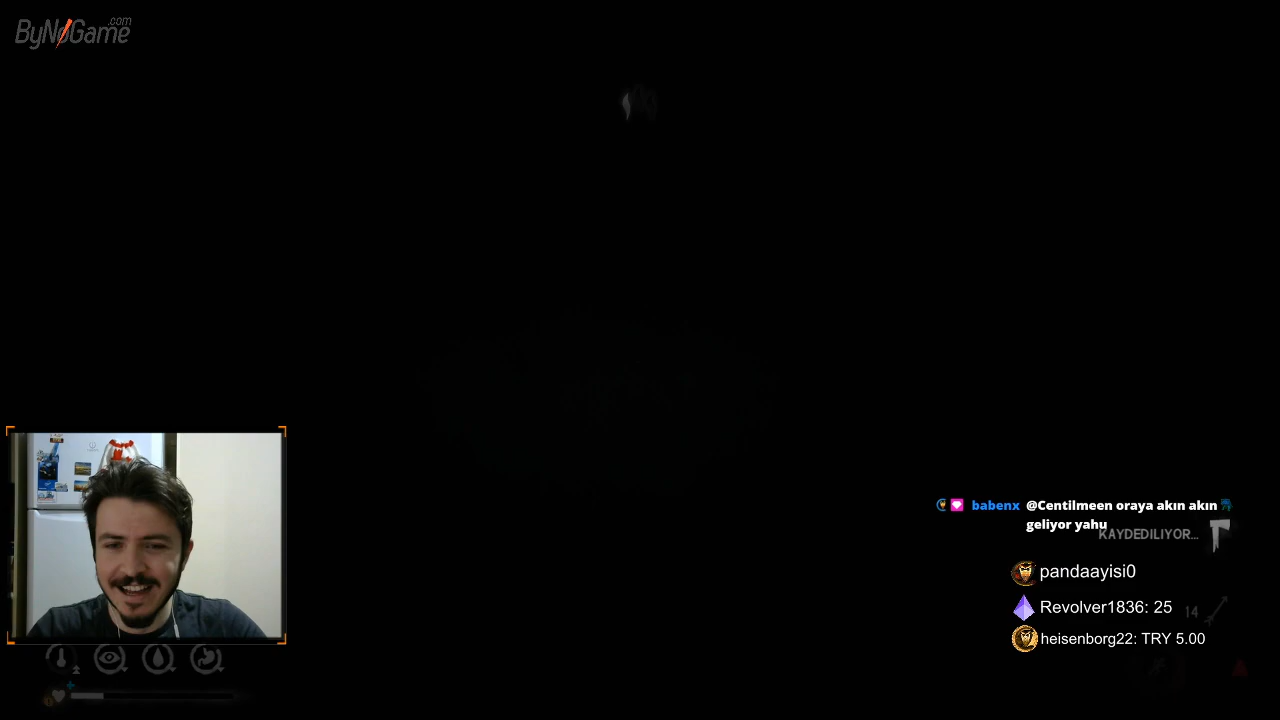 ByNoGame.com
babenx @Centilmeen oraya akın akın
geliyor yahu
KAYDEDILIYOR...
pandaayisi0
Revolver1836: 25
14
heisenborg22: TRY 5.00